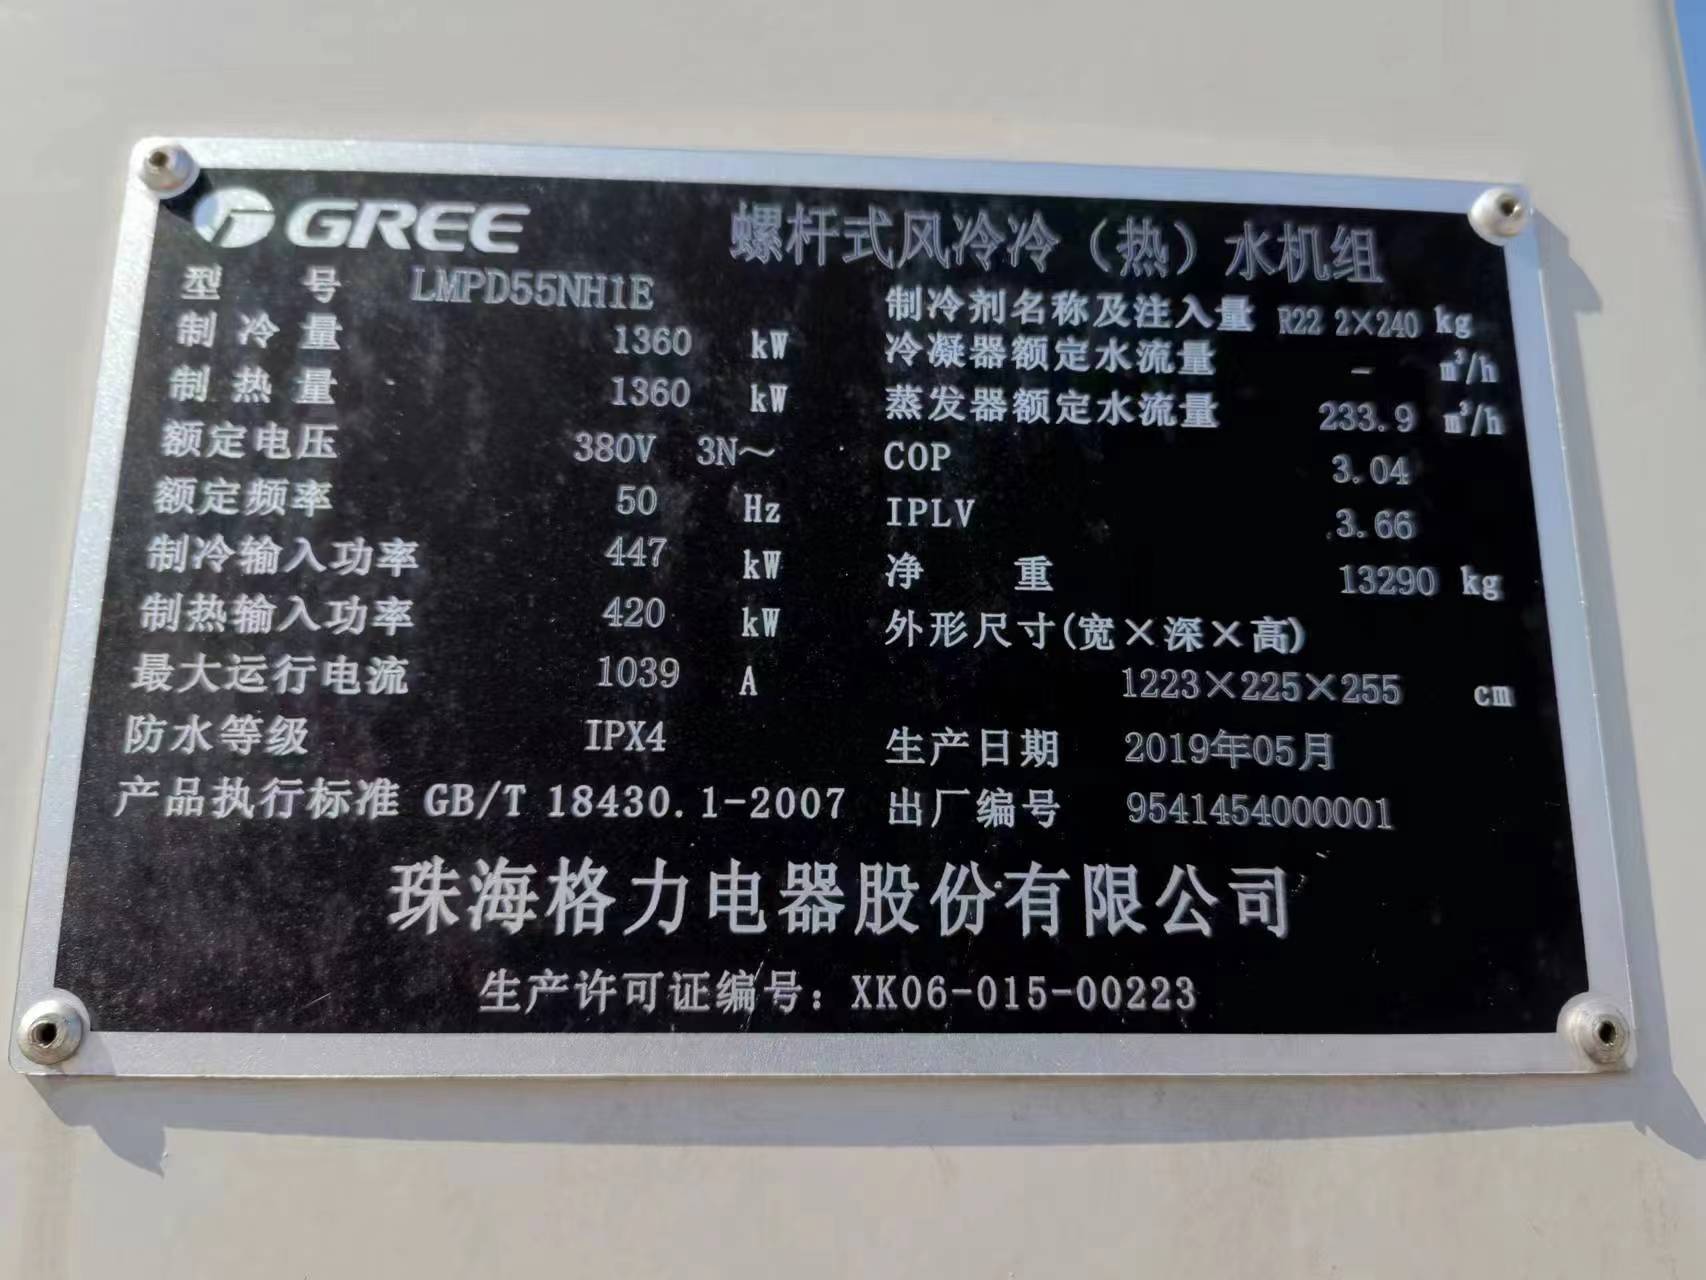 GREE 螺杆式风冷冷（热）水机组
型 号 LMPD55NH1E
制 冷 量 1360 kW
制 热 量 1360 kW
额定电压 380V 3N～
额定频率 50 Hz
制冷输入功率 447 kW
制热输入功率 420 kW
最大运行电流 1039 A
防水等级 IPX4
产品执行标准 GB/T 18430.1-2007
制冷剂名称及注入量 R22 2×240 kg
冷凝器额定水流量 - m³/h
蒸发器额定水流量 233.9 m³/h
COP 3.04
IPLV 3.66
净 重 13290 kg
外形尺寸(宽×深×高)
1223×225×255 cm
生产日期 2019年05月
出厂编号 9541454000001
珠海格力电器股份有限公司
生产许可证编号：XK06-015-00223